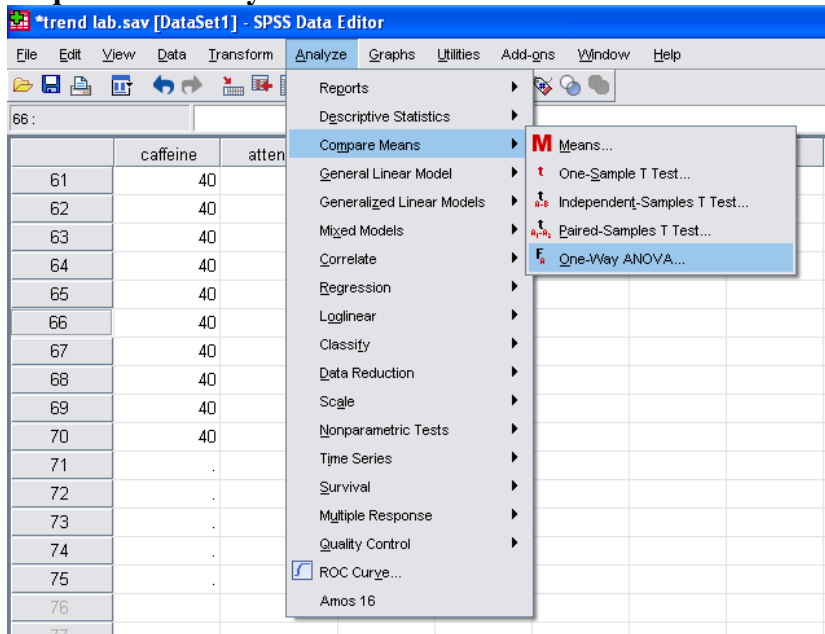 *trend lab.sav [DataSet1] - SPSS Data Editor
File Edit View Data Transform Analyze Graphs Utilities Add-ons Window Help
66 :
caffeine atten
61 40
62 40
63 40
64 40
65 40
66 40
67 40
68 40
69 40
70 40
71 .
72 .
73 .
74 .
75 .
76
77
Reports
Descriptive Statistics
Compare Means
General Linear Model
Generalized Linear Models
Mixed Models
Correlate
Regression
Loglinear
Classify
Data Reduction
Scale
Nonparametric Tests
Time Series
Survival
Multiple Response
Quality Control
ROC Curve...
Amos 16
M Means...
t One-Sample T Test...
Independent-Samples T Test...
Paired-Samples T Test...
One-Way ANOVA...